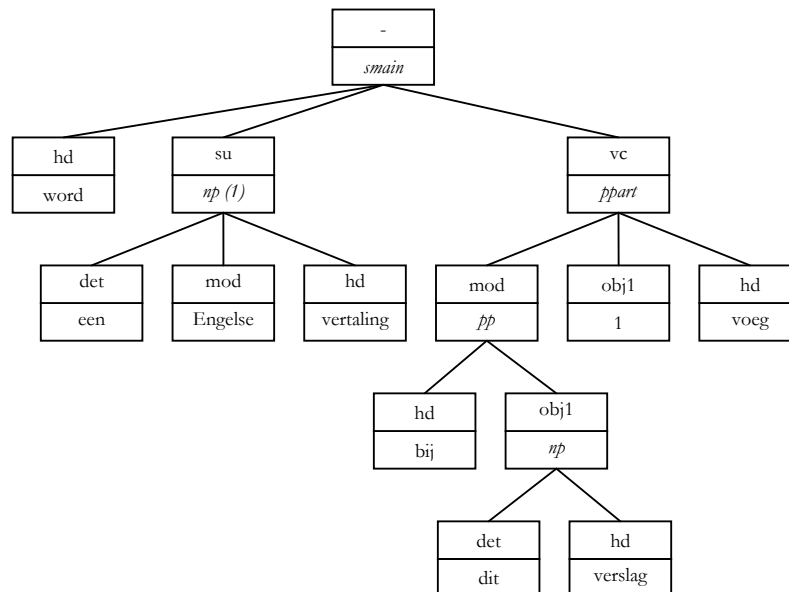 -
smain
hd su vc
word np (1) ppart
det mod hd mod obj1 hd
een Engelse vertaling pp 1 voeg
hd obj1
bij np
det hd
dit verslag